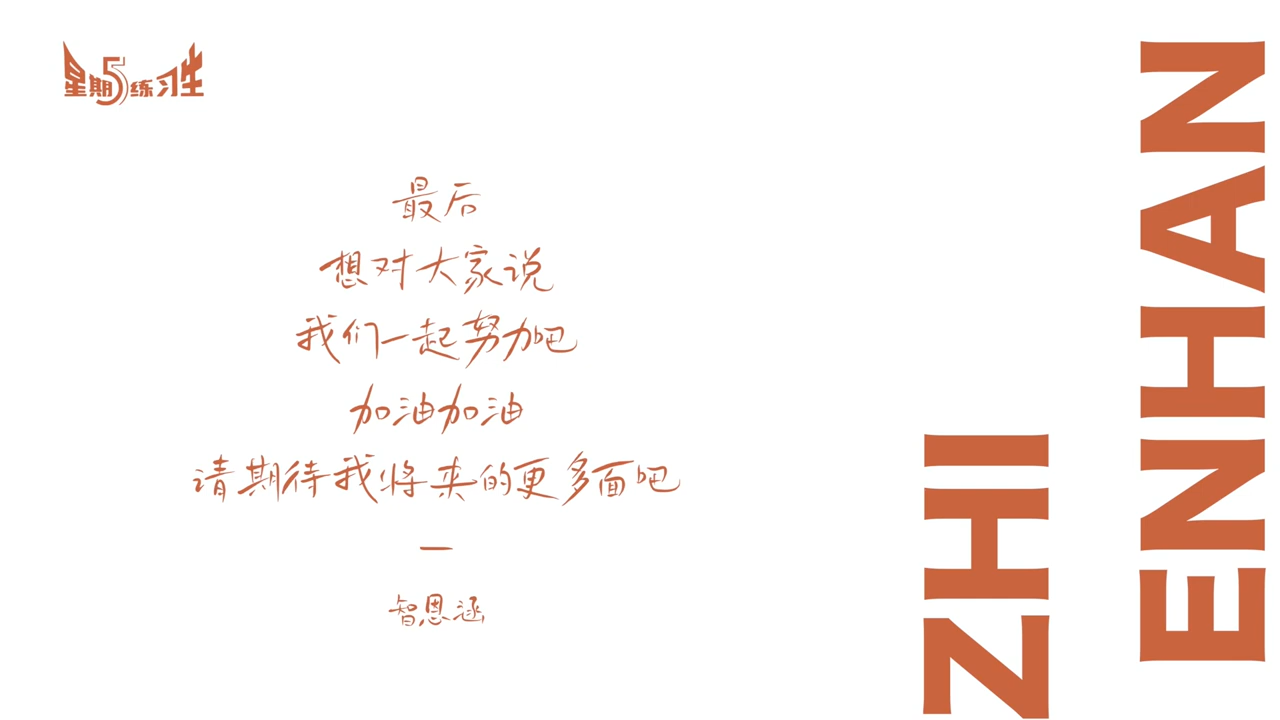 星期5练习生
最后
想对大家说
我们一起努力吧
加油加油
请期待我将来的更多面吧
—
智恩涵
ZHI
ENHAN